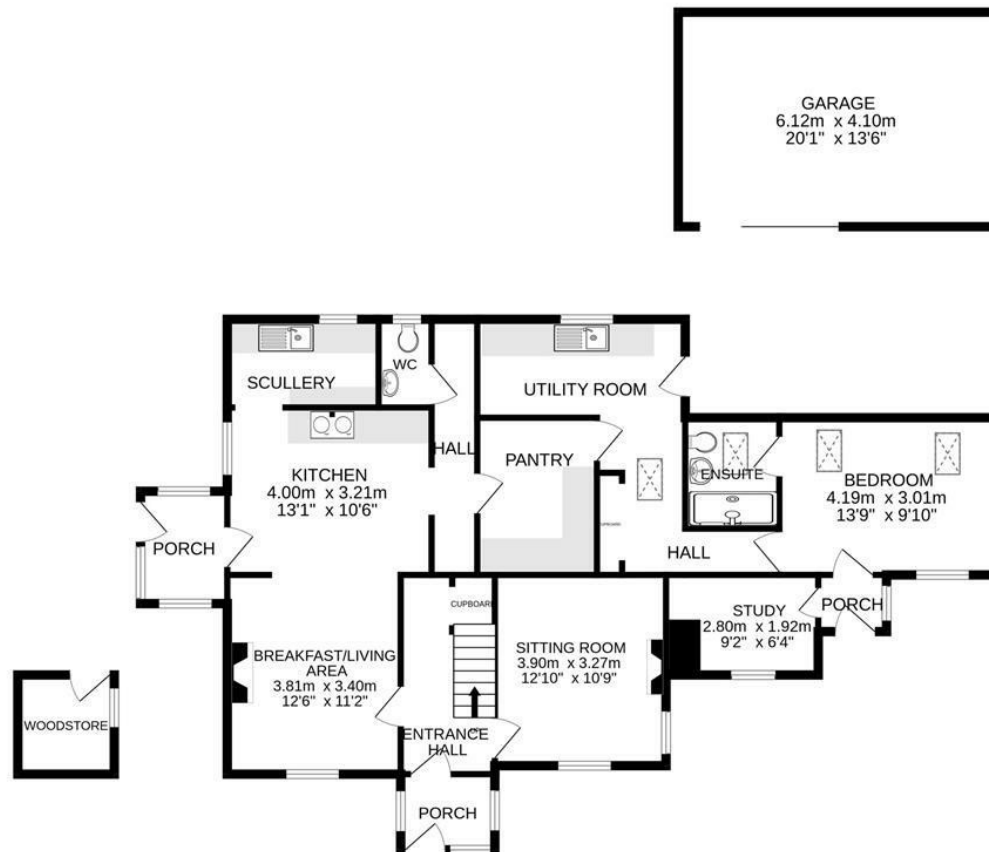 GARAGE
6.12m x 4.10m
20'1" x 13'6"
SCULLERY
WC
UTILITY ROOM
HALL
KITCHEN
4.00m x 3.21m
13'1" x 10'6"
PANTRY
ENSUITE
BEDROOM
4.19m x 3.01m
13'9" x 9'10"
PORCH
HALL
CUPBOARD
STUDY
2.80m x 1.92m
9'2" x 6'4"
PORCH
BREAKFAST/LIVING
AREA
3.81m x 3.40m
12'6" x 11'2"
SITTING ROOM
3.90m x 3.27m
12'10" x 10'9"
WOODSTORE
ENTRANCE
HALL
PORCH